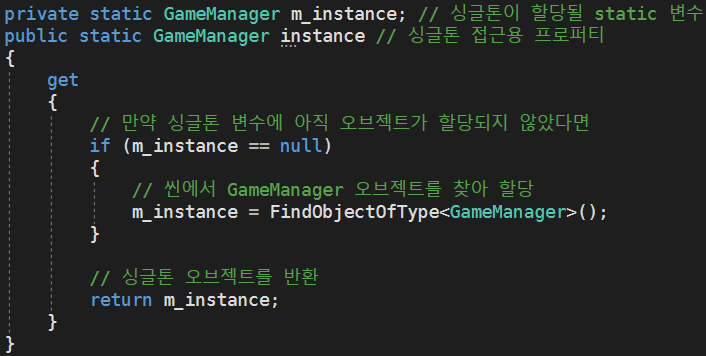 private static GameManager m_instance; // 싱글톤이 할당될 static 변수
public static GameManager instance // 싱글톤 접근용 프로퍼티
{
    get
    {
        // 만약 싱글톤 변수에 아직 오브젝트가 할당되지 않았다면
        if (m_instance == null)
        {
            // 씬에서 GameManager 오브젝트를 찾아 할당
            m_instance = FindObjectOfType<GameManager>();
        }

        // 싱글톤 오브젝트를 반환
        return m_instance;
    }
}